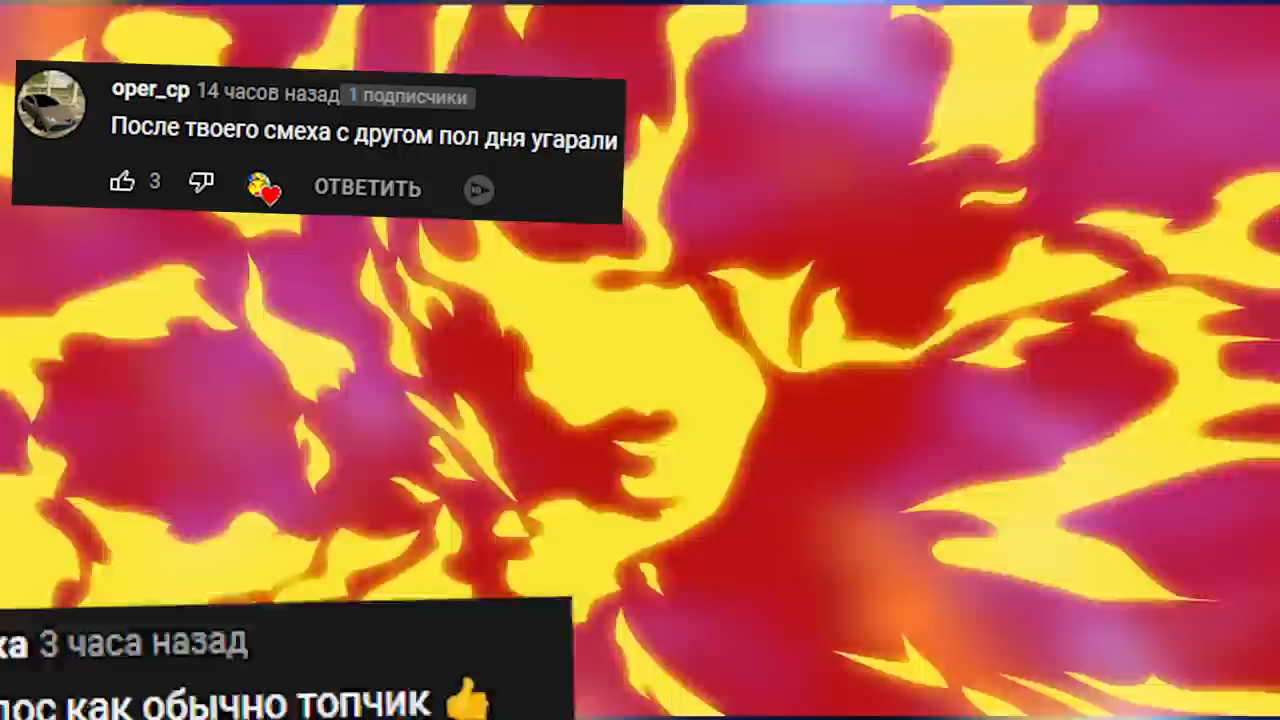 oper_cp 14 часов назад 1 подписчики
После твоего смеха с другом пол дня угарали
3 ОТВЕТИТЬ
3 часа назад
как обычно топчик 👍